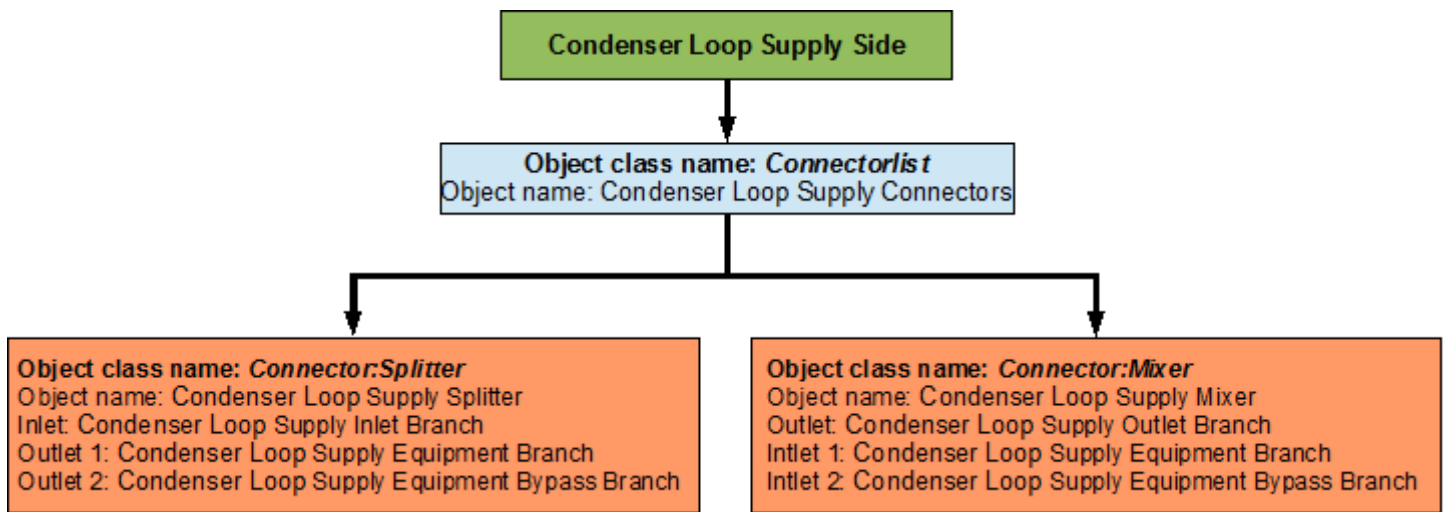 Condenser Loop Supply Side
Object class name: Connectorlist
Object name: Condenser Loop Supply Connectors
Object class name: Connector:Splitter
Object name: Condenser Loop Supply Splitter
Inlet: Condenser Loop Supply Inlet Branch
Outlet 1: Condenser Loop Supply Equipment Branch
Outlet 2: Condenser Loop Supply Equipment Bypass Branch
Object class name: Connector:Mixer
Object name: Condenser Loop Supply Mixer
Outlet: Condenser Loop Supply Outlet Branch
Intlet 1: Condenser Loop Supply Equipment Branch
Intlet 2: Condenser Loop Supply Equipment Bypass Branch